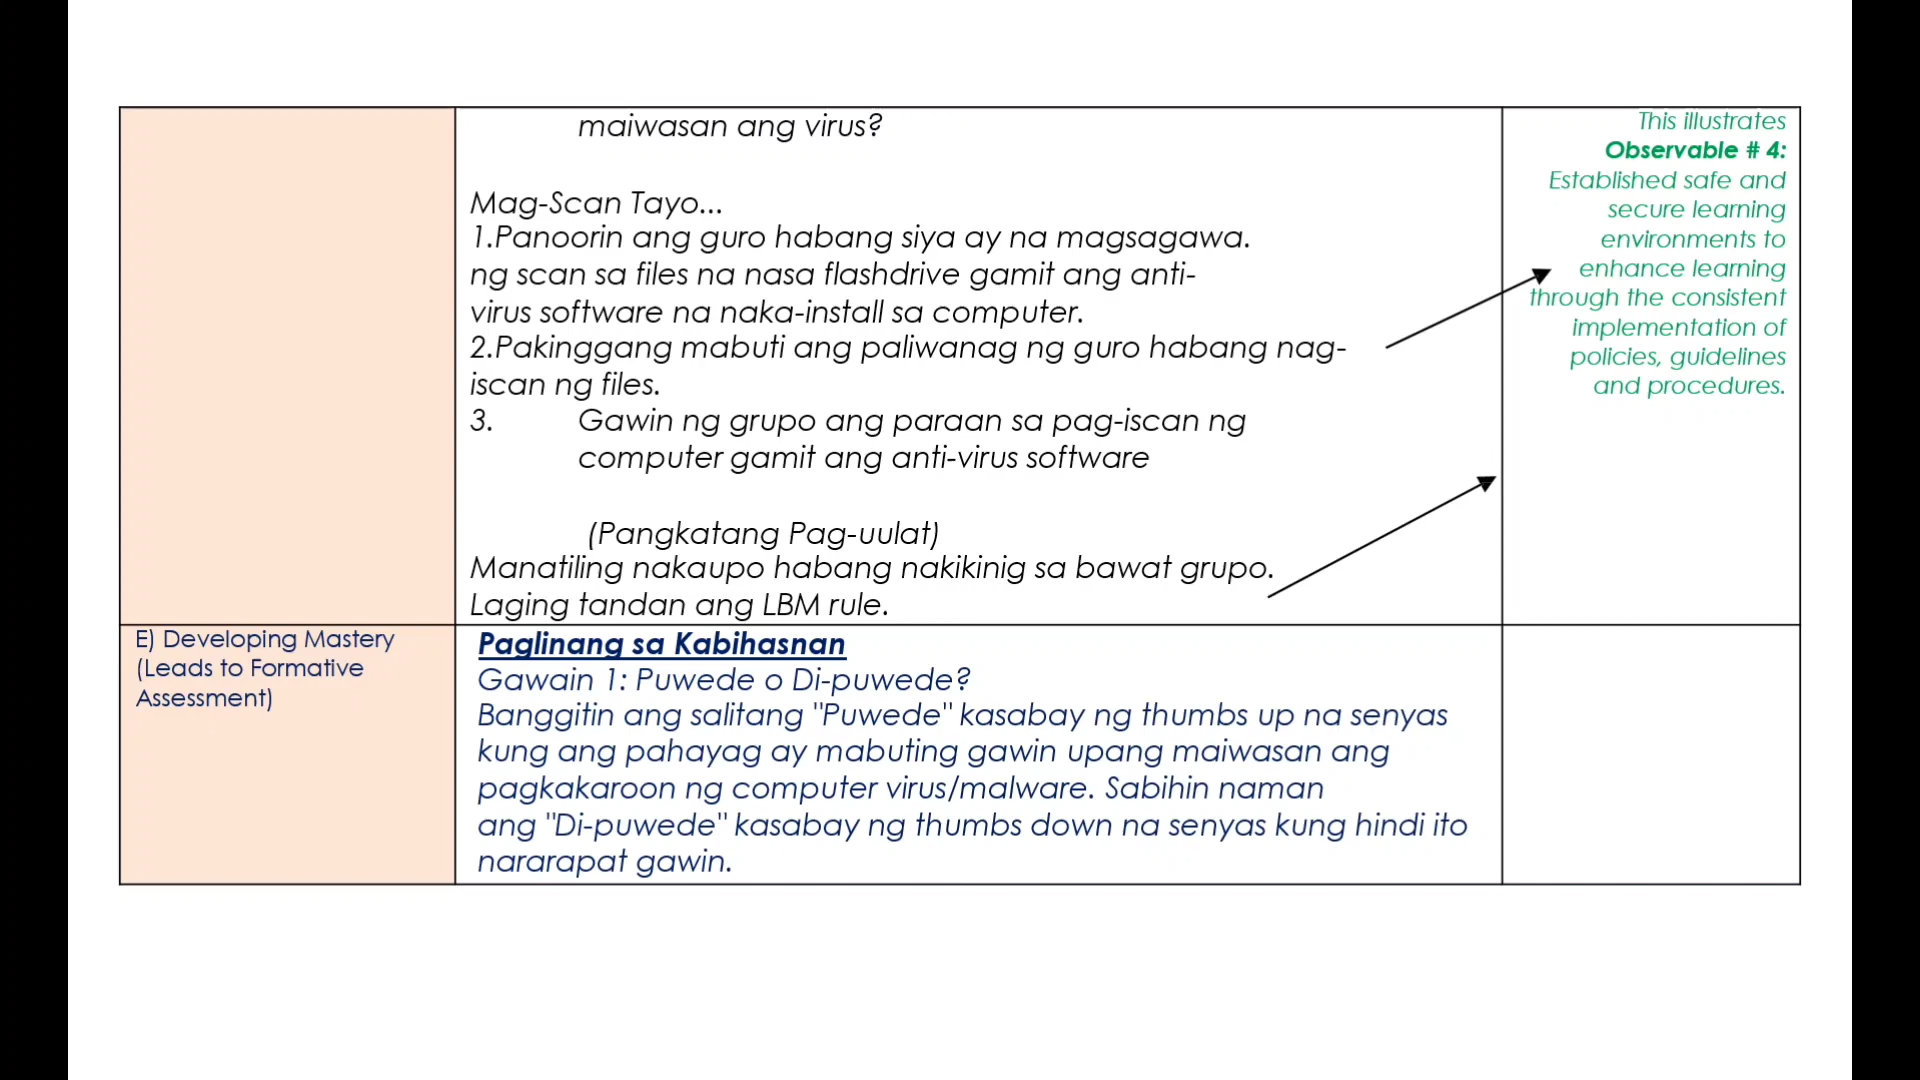 maiwasan ang virus?
Mag-Scan Tayo...
1.Panoorin ang guro habang siya ay na magsagawa.
ng scan sa files na nasa flashdrive gamit ang anti-
virus software na naka-install sa computer.
2.Pakinggang mabuti ang paliwanag ng guro habang nag-
iscan ng files.
3. Gawin ng grupo ang paraan sa pag-iscan ng
computer gamit ang anti-virus software
(Pangkatang Pag-uulat)
Manatiling nakaupo habang nakikinig sa bawat grupo.
Laging tandan ang LBM rule.
This illustrates
Observable # 4:
Established safe and
secure learning
environments to
enhance learning
through the consistent
implementation of
policies, guidelines
and procedures.
E) Developing Mastery
(Leads to Formative
Assessment)
Paglinang sa Kabihasnan
Gawain 1: Puwede o Di-puwede?
Banggitin ang salitang "Puwede" kasabay ng thumbs up na senyas
kung ang pahayag ay mabuting gawin upang maiwasan ang
pagkakaroon ng computer virus/malware. Sabihin naman
ang "Di-puwede" kasabay ng thumbs down na senyas kung hindi ito
nararapat gawin.